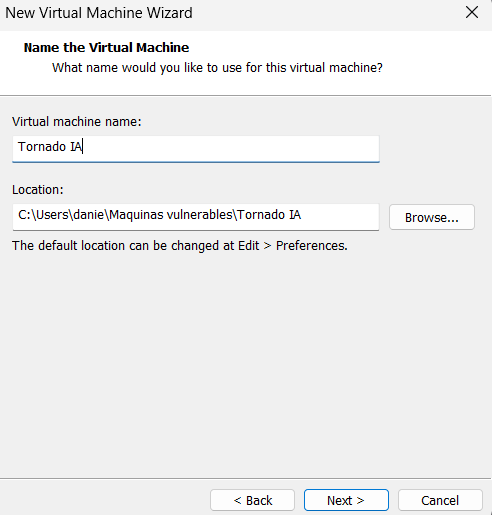 New Virtual Machine Wizard
Name the Virtual Machine
What name would you like to use for this virtual machine?
Virtual machine name:
Tornado IA
Location:
C:\Users\danie\Maquinas vulnerables\Tornado IA
Browse...
The default location can be changed at Edit > Preferences.
< Back
Next >
Cancel